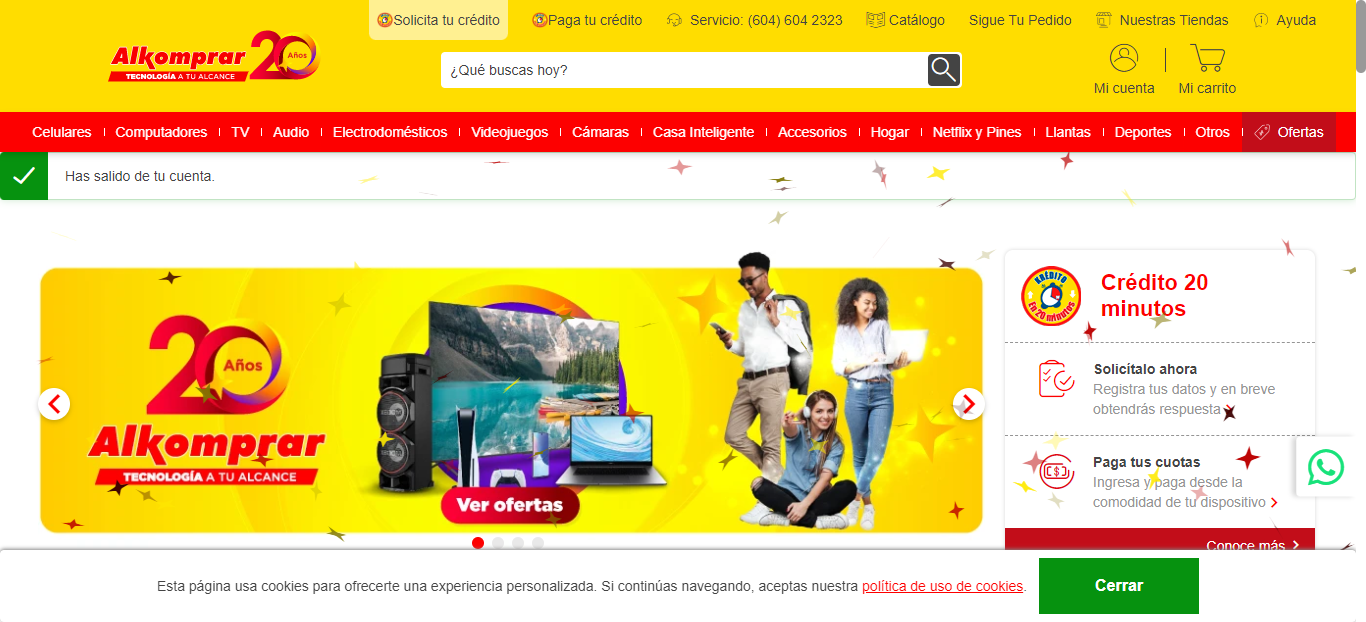 Solicita tu crédito
Paga tu crédito
Servicio: (604) 604 2323
Catálogo
Sigue Tu Pedido
Nuestras Tiendas
Ayuda
Alkomprar 20 Años
TECNOLOGÍA A TU ALCANCE
¿Qué buscas hoy?
Mi cuenta
Mi carrito
Celulares
Computadores
TV
Audio
Electrodomésticos
Videojuegos
Cámaras
Casa Inteligente
Accesorios
Hogar
Netflix y Pines
Llantas
Deportes
Otros
Ofertas
Has salido de tu cuenta.
20 Años
Alkomprar
TECNOLOGÍA A TU ALCANCE
Ver ofertas
KRÉDITO
En 20 minutos
Crédito 20
minutos
Solicítalo ahora
Registra tus datos y en breve
obtendrás respuesta
Paga tus cuotas
Ingresa y paga desde la
comodidad de tu dispositivo
Conoce más
Esta página usa cookies para ofrecerte una experiencia personalizada. Si continúas navegando, aceptas nuestra política de uso de cookies.
Cerrar